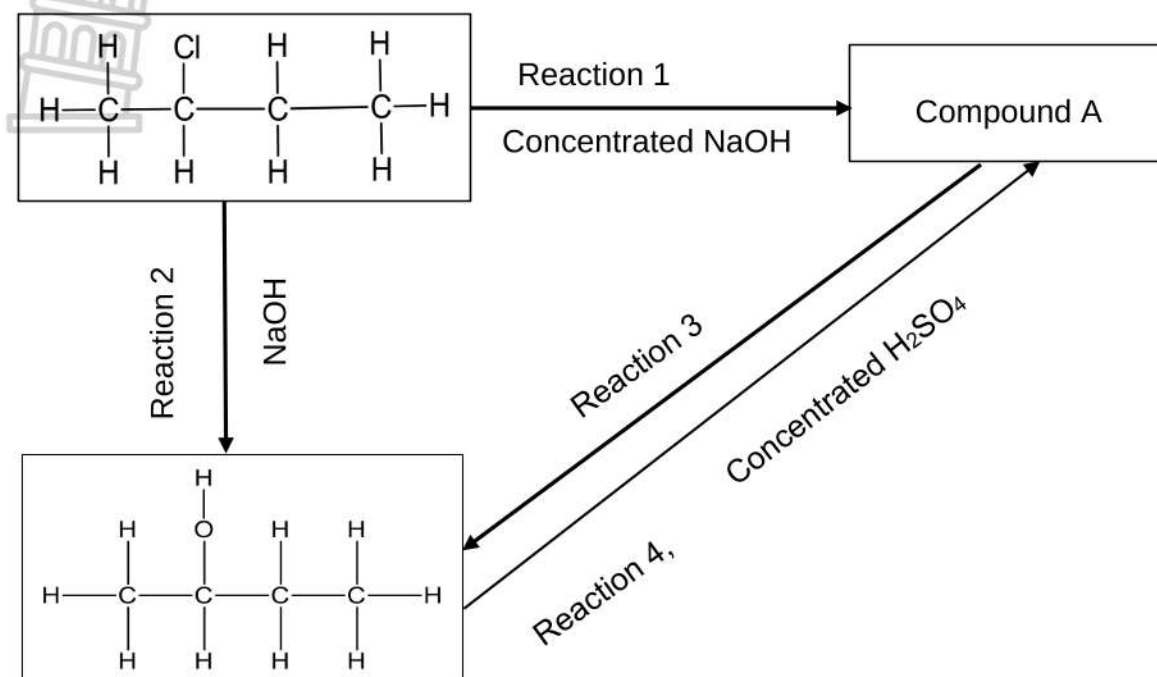 H Cl H H
H C C C C H
H H H H
Reaction 1
Concentrated NaOH
Compound A
Reaction 2
NaOH
Reaction 3
Concentrated H₂SO₄
Reaction 4,
H
H O H H
H C C C C H
H H H H